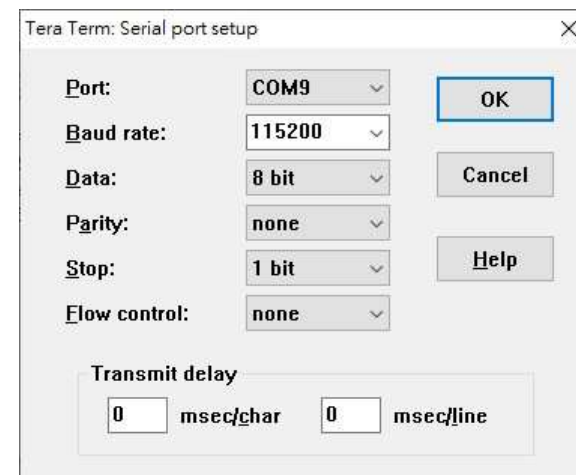 Tera Term: Serial port setup
Port: COM9 OK
Baud rate: 115200
Data: 8 bit Cancel
Parity: none
Stop: 1 bit Help
Flow control: none
Transmit delay
0 msec/char 0 msec/line